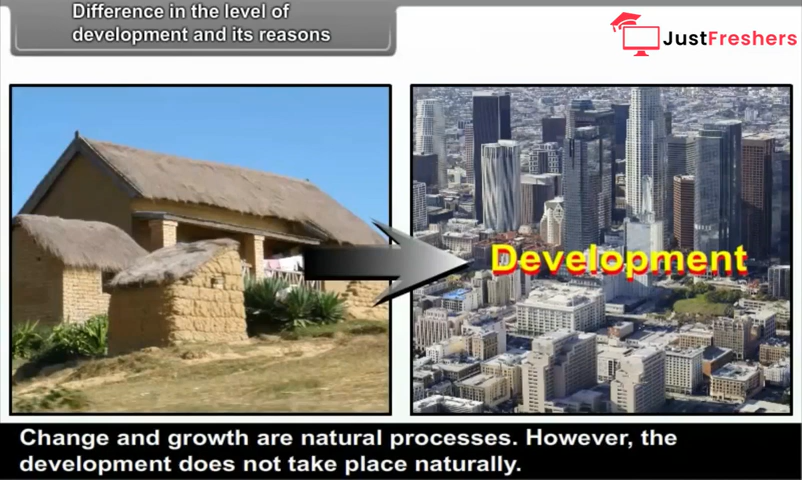 Difference in the level of
development and its reasons
JustFreshers
Development
Change and growth are natural processes. However, the
development does not take place naturally.